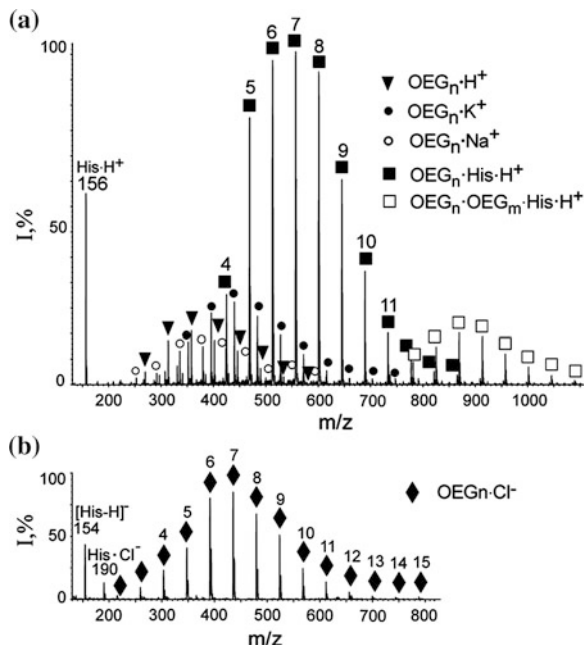 (a)
100
50
0
I,%
His·H⁺
156
4
5
6
7
8
9
10
11
▼ OEGₙ·H⁺
● OEGₙ·K⁺
○ OEGₙ·Na⁺
■ OEGₙ·His·H⁺
□ OEGₙ·OEGₘ·His·H⁺
200 300 400 500 600 700 800 900 1000
m/z
(b)
100
50
0
I,%
[His-H]⁻
154
His·Cl⁻
190
4
5
6
7
8
9
10
11
12
13
14
15
◆ OEGn·Cl⁻
200 300 400 500 600 700 800
m/z